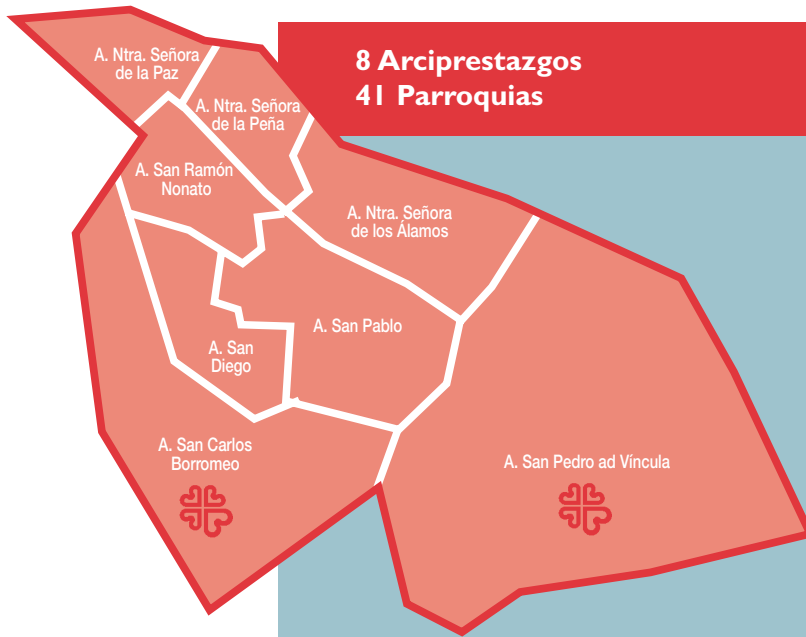 8 Arciprestazgos
41 Parroquias
A. Ntra. Señora
de la Paz
A. Ntra. Señora
de la Peña
A. San Ramón
Nonato
A. Ntra. Señora
de los Álamos
A. San Pablo
A. San
Diego
A. San Carlos
Borromeo
A. San Pedro ad Víncula